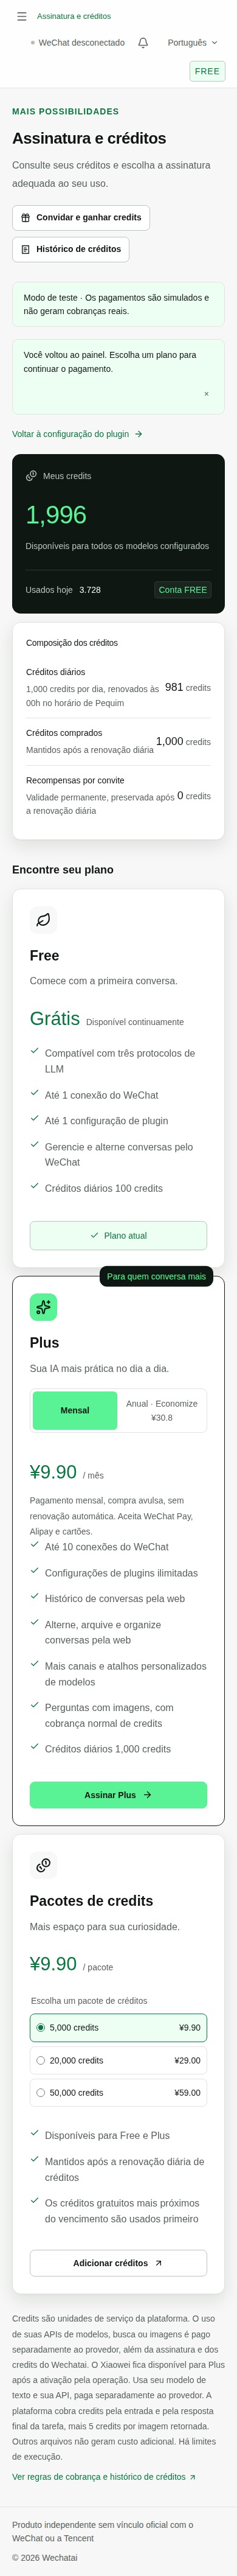 Assinatura e créditos
WeChat desconectado
Português
FREE
MAIS POSSIBILIDADES
Assinatura e créditos
Consulte seus créditos e escolha a assinatura
adequada ao seu uso.
Convidar e ganhar credits
Histórico de créditos
Modo de teste · Os pagamentos são simulados e
não geram cobranças reais.
Você voltou ao painel. Escolha um plano para
continuar o pagamento.
×
Voltar à configuração do plugin →
Meus credits
1,996
Disponíveis para todos os modelos configurados
Usados hoje 3.728
Conta FREE
Composição dos créditos
Créditos diários
1,000 credits por dia, renovados às
00h no horário de Pequim
981 credits
Créditos comprados
Mantidos após a renovação diária
1,000 credits
Recompensas por convite
Validade permanente, preservada após
a renovação diária
0 credits
Encontre seu plano
Free
Comece com a primeira conversa.
Grátis Disponível continuamente
Compatível com três protocolos de
LLM
Até 1 conexão do WeChat
Até 1 configuração de plugin
Gerencie e alterne conversas pelo
WeChat
Créditos diários 100 credits
Plano atual
Para quem conversa mais
Plus
Sua IA mais prática no dia a dia.
Mensal
Anual · Economize
¥30.8
¥9.90 / mês
Pagamento mensal, compra avulsa, sem
renovação automática. Aceita WeChat Pay,
Alipay e cartões.
Até 10 conexões do WeChat
Configurações de plugins ilimitadas
Histórico de conversas pela web
Alterne, arquive e organize
conversas pela web
Mais canais e atalhos personalizados
de modelos
Perguntas com imagens, com
cobrança normal de credits
Créditos diários 1,000 credits
Assinar Plus →
Pacotes de credits
Mais espaço para sua curiosidade.
¥9.90 / pacote
Escolha um pacote de créditos
5,000 credits ¥9.90
20,000 credits ¥29.00
50,000 credits ¥59.00
Disponíveis para Free e Plus
Mantidos após a renovação diária de
créditos
Os créditos gratuitos mais próximos
do vencimento são usados primeiro
Adicionar créditos ↗
Credits são unidades de serviço da plataforma. O uso
de suas APIs de modelos, busca ou imagens é pago
separadamente ao provedor, além da assinatura e dos
credits do Wechatai. O Xiaowei fica disponível para Plus
após a ativação pela operação. Usa seu modelo de
texto e sua API, paga separadamente ao provedor. A
plataforma cobra credits pela entrada e pela resposta
final da tarefa, mais 5 credits por imagem retornada.
Outros arquivos não geram custo adicional. Há limites
de execução.
Ver regras de cobrança e histórico de créditos ↗
Produto independente sem vínculo oficial com o
WeChat ou a Tencent
© 2026 Wechatai